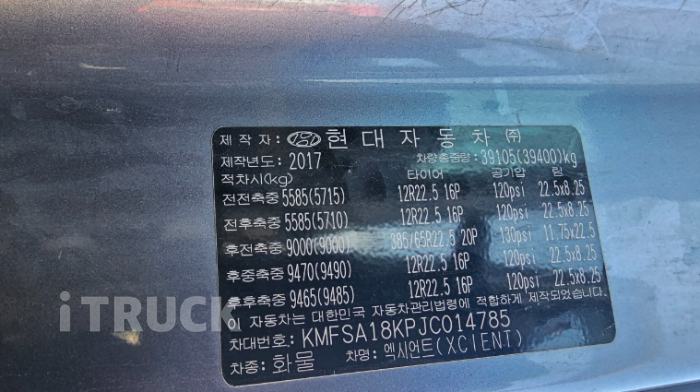 제 작 자: 현 대 자 동 차 ㈜
제작년도: 2017 차량총중량: 39105(39400)kg
적차시(kg) 타이어 공기압 림
전전축중 5585(5715) 12R22.5 16P 120psi 22.5x8.25
전후축중 5585(5710) 12R22.5 16P 120psi 22.5x8.25
후전축중 9000(9000) 385/65R22.5 20P 130psi 11.75x22.5
후중축중 9470(9490) 12R22.5 16P 120psi 22.5x8.25
후후축중 9465(9485) 12R22.5 16P 120psi 22.5x8.25
이 자동차는 대한민국 자동차관리법령에 적합하게 제작되었음
차대번호: KMFSA18KPJC014785
차종: 화물 차명: 엑시언트(XCIENT)
iTRUCK